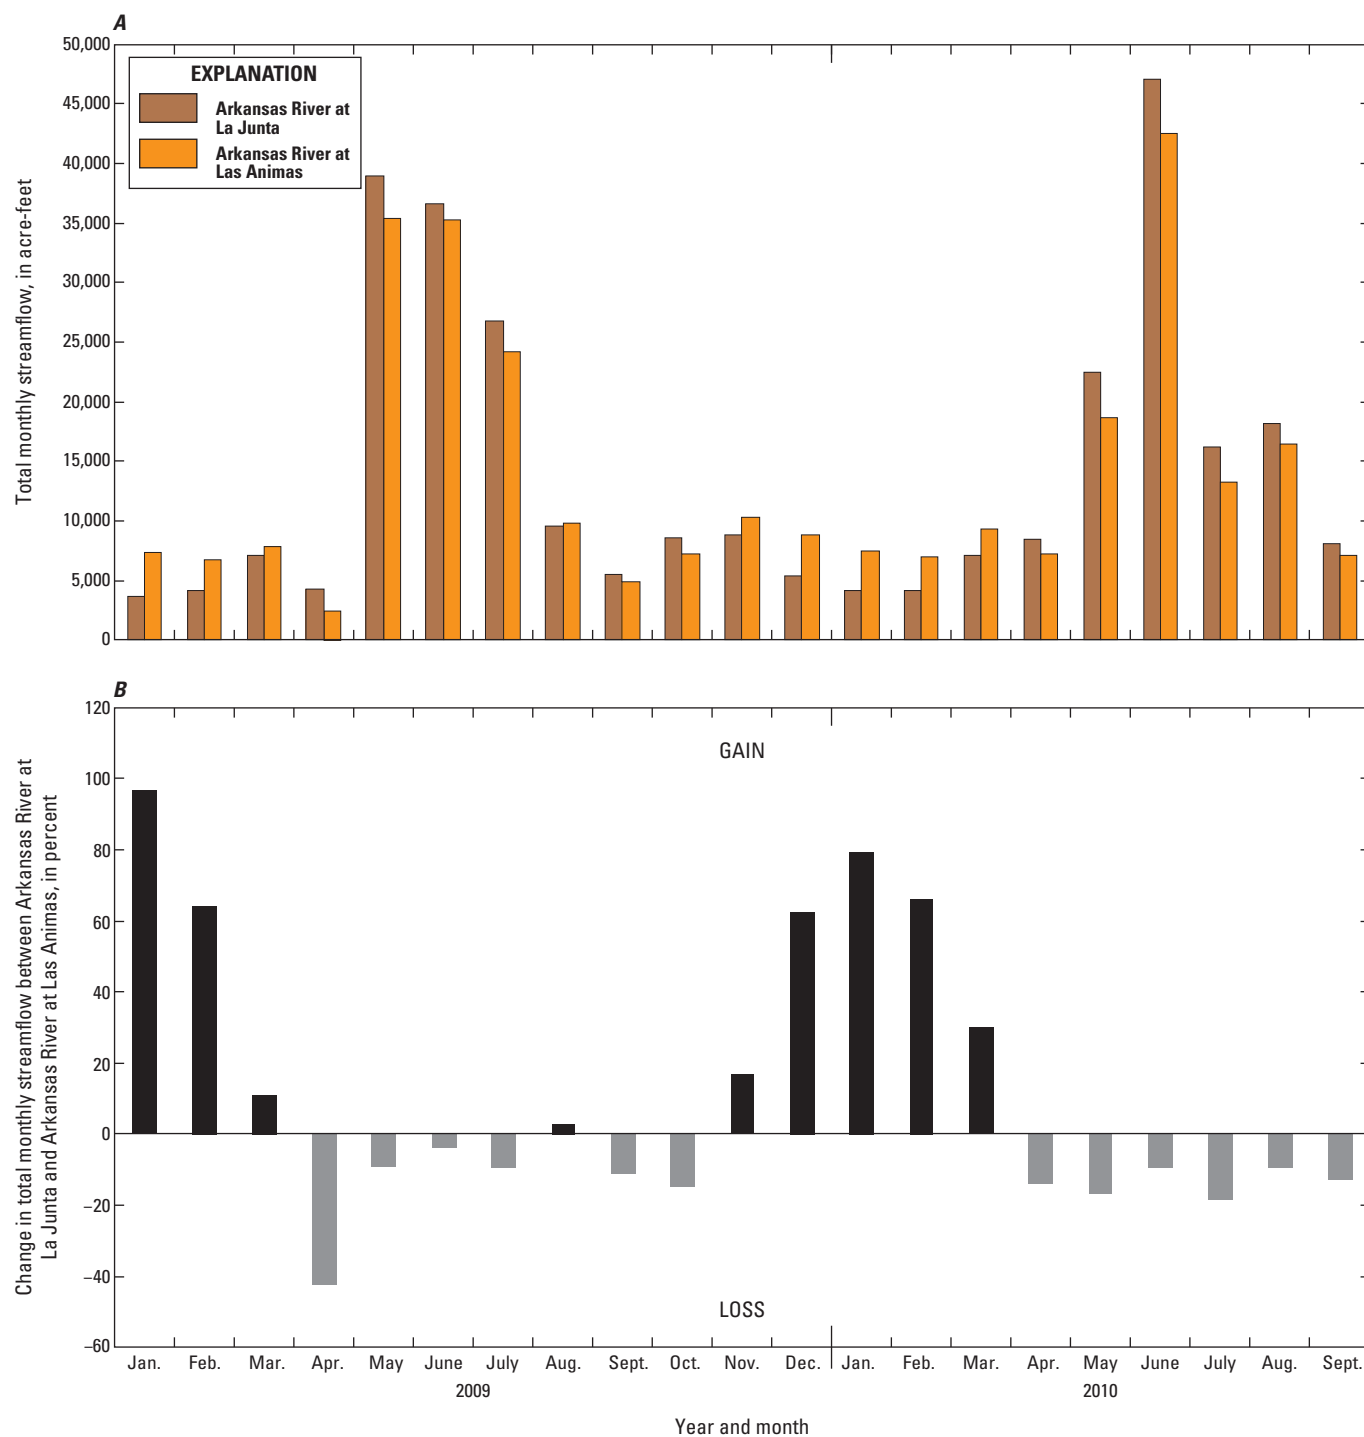 A
50,000
45,000
40,000
35,000
30,000
25,000
20,000
15,000
10,000
5,000
0
Total monthly streamflow, in acre-feet
EXPLANATION
Arkansas River at
La Junta
Arkansas River at
Las Animas
B
120
100
80
60
40
20
0
–20
–40
–60
Change in total monthly streamflow between Arkansas River at
La Junta and Arkansas River at Las Animas, in percent
GAIN
LOSS
Jan. Feb. Mar. Apr. May June July Aug. Sept. Oct. Nov. Dec. Jan. Feb. Mar. Apr. May June July Aug. Sept.
2009 2010
Year and month